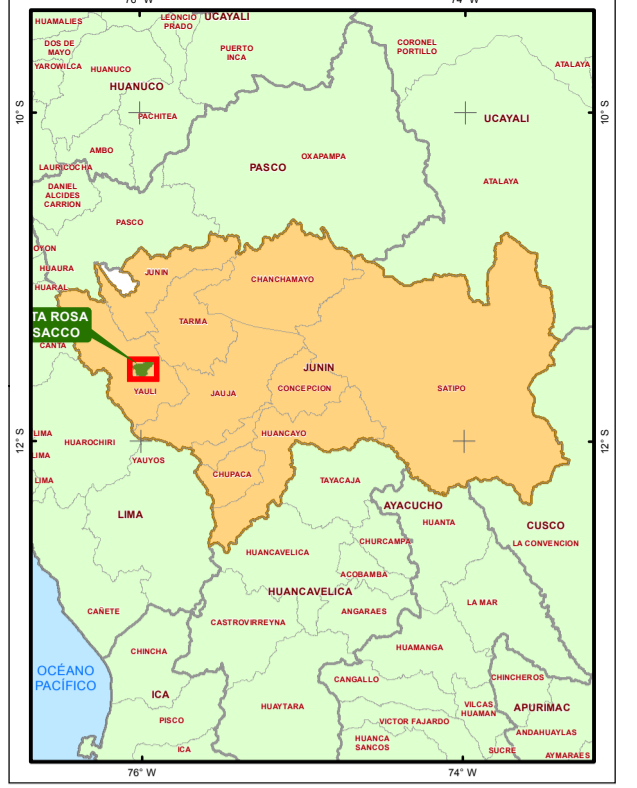 76° W
74° W
HUAMALIES
LEONCIO
PRADO
UCAYALI
DOS DE
MAYO
PUERTO
INCA
CORONEL
PORTILLO
YAROWILCA
HUANUCO
ATALAYA
HUANUCO
10° S
10° S
PACHITEA
UCAYALI
AMBO
OXAPAMPA
LAURICOCHA
PASCO
DANIEL
ALCIDES
CARRION
ATALAYA
PASCO
OYON
HUAURA
JUNIN
CHANCHAMAYO
HUARAL
TA ROSA
SACCO
TARMA
CANTA
JUNIN
YAULI
JAUJA
CONCEPCION
SATIPO
LIMA
HUAROCHIRI
HUANCAYO
12° S
12° S
LIMA
YAUYOS
LIMA
CHUPACA
TAYACAJA
LIMA
AYACUCHO
HUANTA
CUSCO
CHURCAMPA
LA CONVENCION
HUANCAVELICA
ACOBAMBA
HUANCAVELICA
LA MAR
CAÑETE
ANGARAES
CASTROVIRREYNA
CHINCHA
HUAMANGA
OCÉANO
PACÍFICO
CANGALLO
CHINCHEROS
ICA
HUAYTARA
VILCAS
HUAMAN
APURIMAC
PISCO
VICTOR FAJARDO
ANDAHUAYLAS
HUANCA
SANCOS
ICA
SUCRE
AYMARAES
76° W
74° W